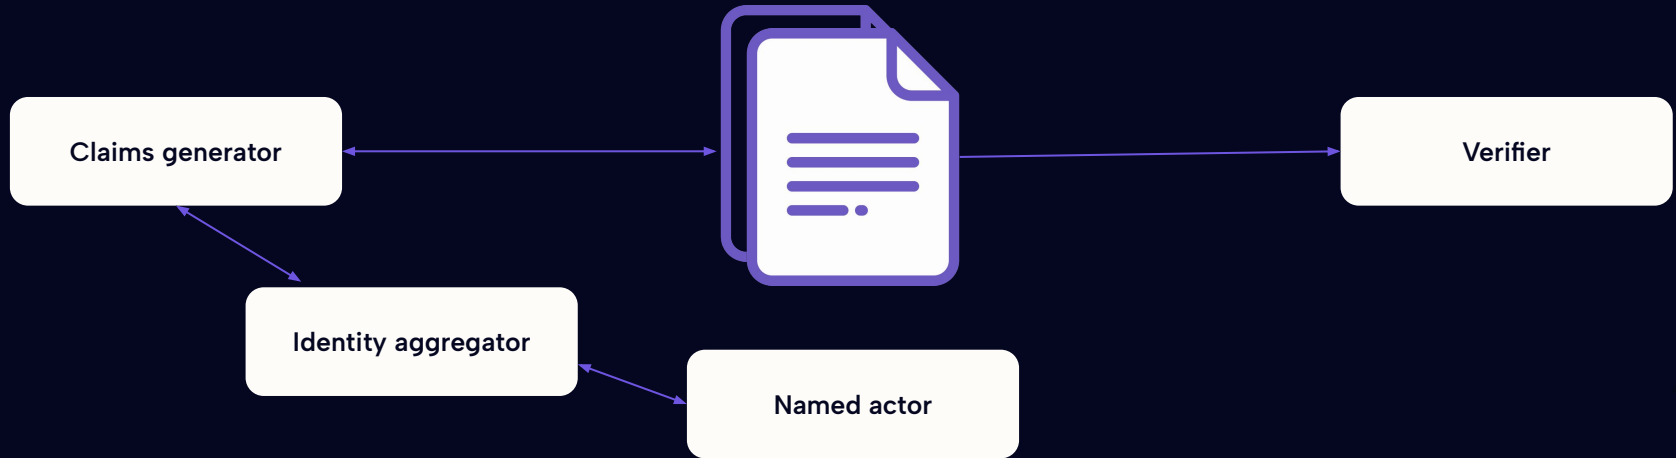 Claims generator
Verifier
Identity aggregator
Named actor